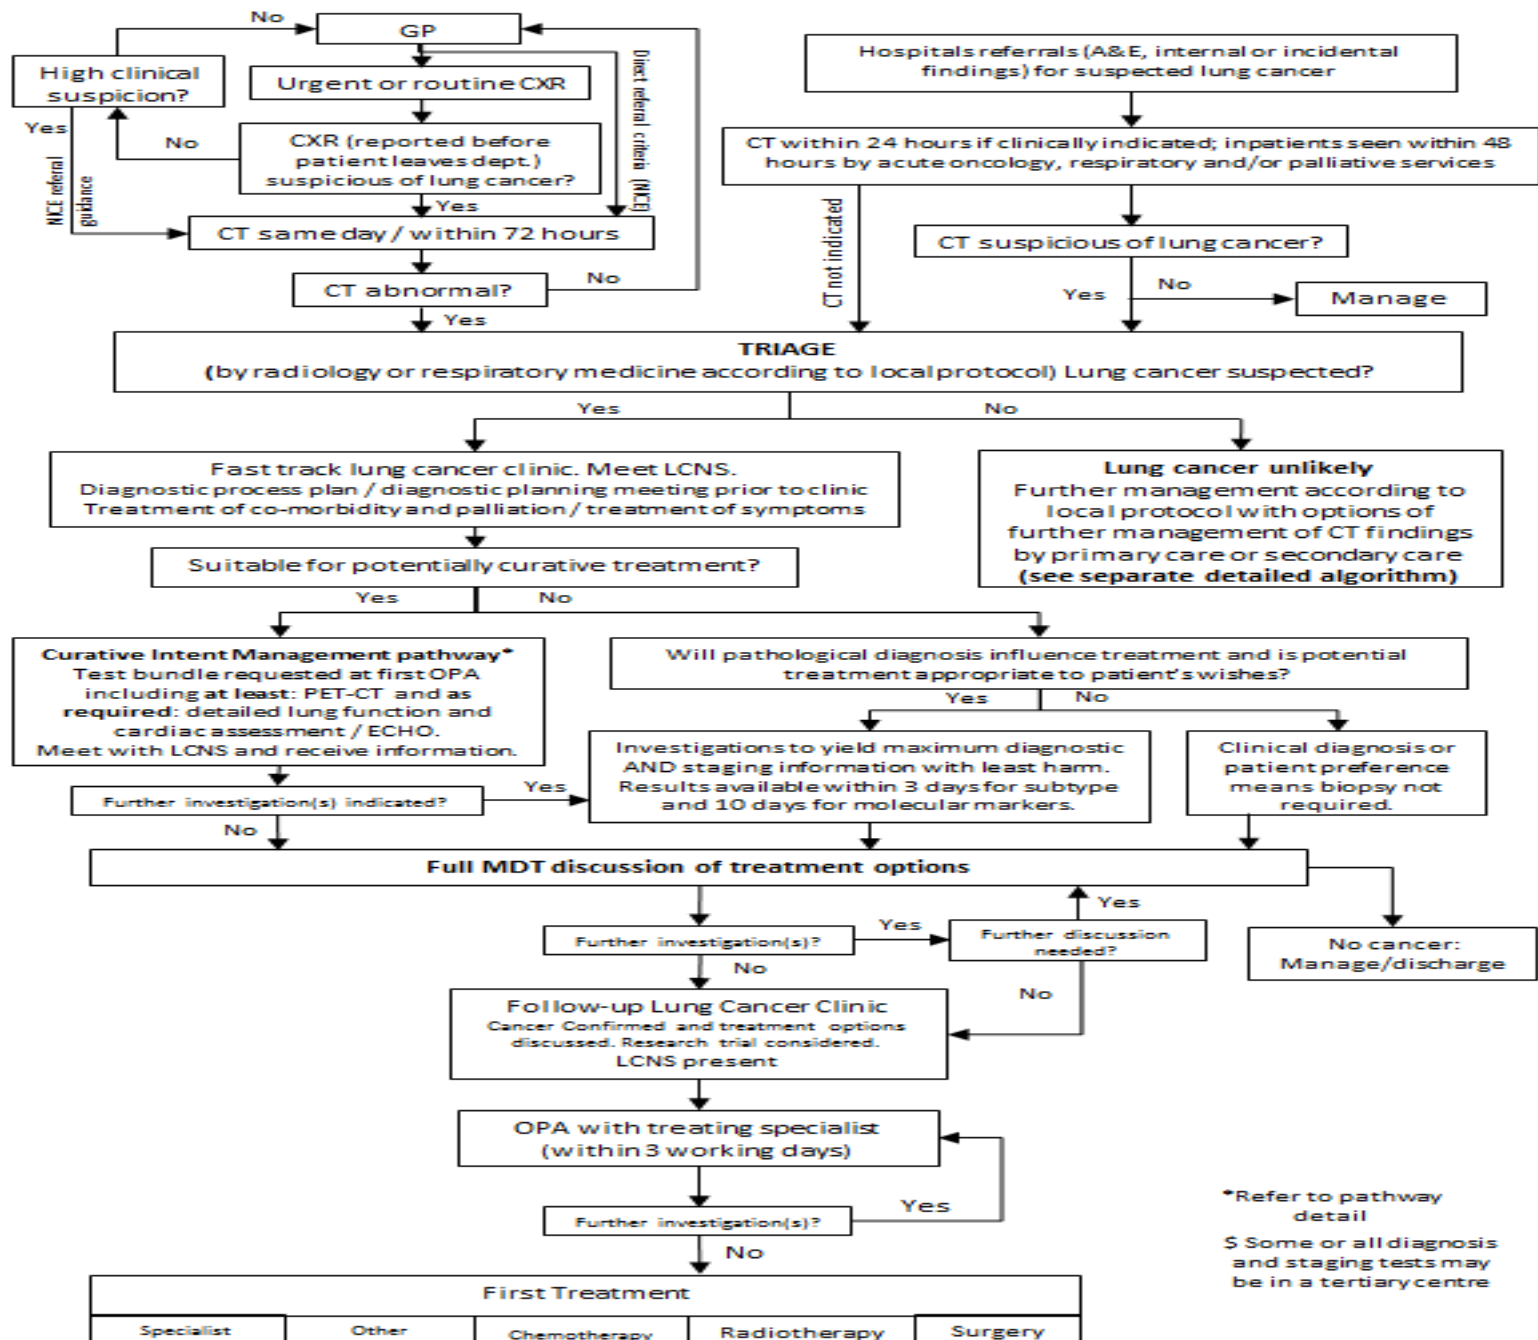 No
GP
High clinical
suspicion?
Urgent or routine CXR
Direct referral criteria (NICE)
Hospitals referrals (A&E, internal or incidental
findings) for suspected lung cancer
Yes
No
NICE referral
guidance
CXR (reported before
patient leaves dept.)
suspicious of lung cancer?
Yes
CT within 24 hours if clinically indicated; inpatients seen within 48
hours by acute oncology, respiratory and/or palliative services
CT same day / within 72 hours
CT not indicated
CT suspicious of lung cancer?
CT abnormal?
No
Yes
Yes
No
Manage
TRIAGE
(by radiology or respiratory medicine according to local protocol) Lung cancer suspected?
Yes
No
Fast track lung cancer clinic. Meet LCNS.
Diagnostic process plan / diagnostic planning meeting prior to clinic
Treatment of co-morbidity and palliation / treatment of symptoms
Lung cancer unlikely
Further management according to
local protocol with options of
further management of CT findings
by primary care or secondary care
(see separate detailed algorithm)
Suitable for potentially curative treatment?
Yes
No
Curative Intent Management pathway*
Test bundle requested at first OPA
including at least: PET-CT and as
required: detailed lung function and
cardiac assessment / ECHO.
Meet with LCNS and receive information.
Will pathological diagnosis influence treatment and is potential
treatment appropriate to patient's wishes?
Yes
No
Further investigation(s) indicated?
Yes
No
Investigations to yield maximum diagnostic
AND staging information with least harm.
Results available within 3 days for subtype
and 10 days for molecular markers.
Clinical diagnosis or
patient preference
means biopsy not
required.
Full MDT discussion of treatment options
Further investigation(s)?
Yes
Further discussion
needed?
Yes
No
No
No cancer:
Manage/discharge
Follow-up Lung Cancer Clinic
Cancer Confirmed and treatment options
discussed. Research trial considered.
LCNS present
OPA with treating specialist
(within 3 working days)
Further investigation(s)?
Yes
No
*Refer to pathway
detail
$ Some or all diagnosis
and staging tests may
be in a tertiary centre
First Treatment
Specialist
Other
Chemotherapy
Radiotherapy
Surgery